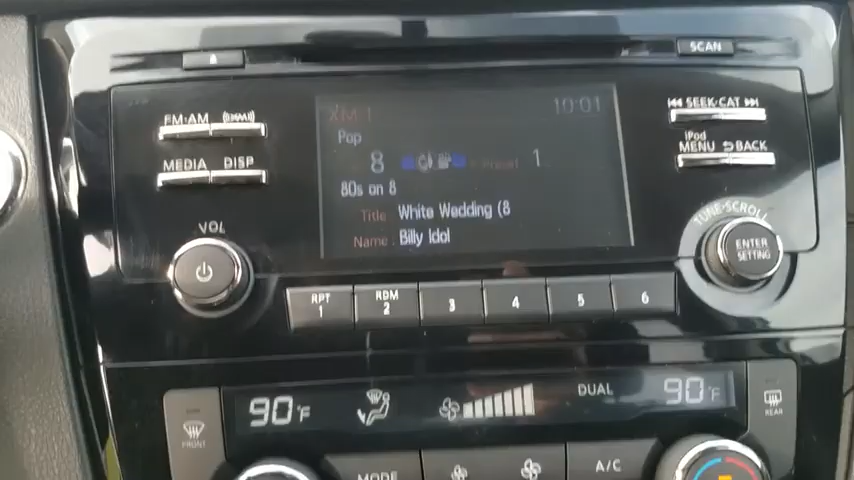 SCAN
FM·AM
XM 1
10:01
SEEK·CAT
Pop
iPod
MENU
BACK
MEDIA
DISP
8
Preset 1
80s on 8
TUNE·SCROLL
Title White Wedding (8
Name Billy Idol
VOL
ENTER
SETTING
RPT
1
RDM
2
3
4
5
6
90°F
DUAL
90°F
FRONT
REAR
MODE
A/C